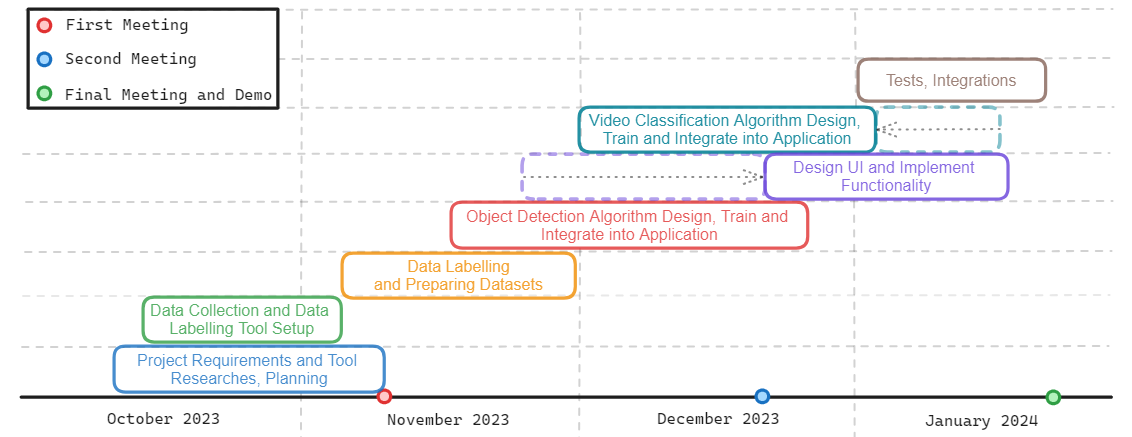 First Meeting
Second Meeting
Final Meeting and Demo
Tests, Integrations
Video Classification Algorithm Design,
Train and Integrate into Application
Design UI and Implement
Functionality
Object Detection Algorithm Design, Train and
Integrate into Application
Data Labelling
and Preparing Datasets
Data Collection and Data
Labelling Tool Setup
Project Requirements and Tool
Researches, Planning
October 2023
November 2023
December 2023
January 2024